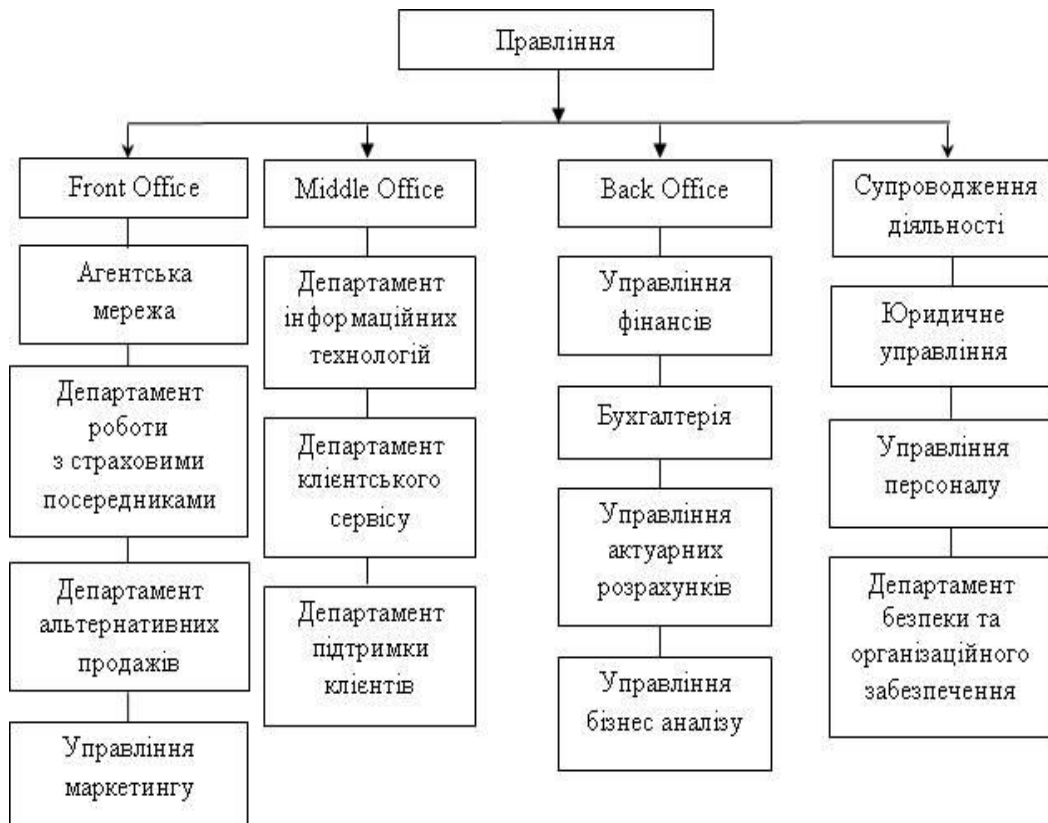 Правління
Front Office
Агентська
мережа
Департамент
роботи
з страховими
посередниками
Департамент
альтернативних
продажів
Управління
маркетингу
Middle Office
Департамент
інформаційних
технологій
Департамент
клієнтського
сервісу
Департамент
підтримки
клієнтів
Back Office
Управління
фінансів
Бухгалтерія
Управління
актуарних
розрахунків
Управління
бізнес аналізу
Супроводження
діяльності
Юридичне
управління
Управління
персоналу
Департамент
безпеки та
організаційного
забезпечення